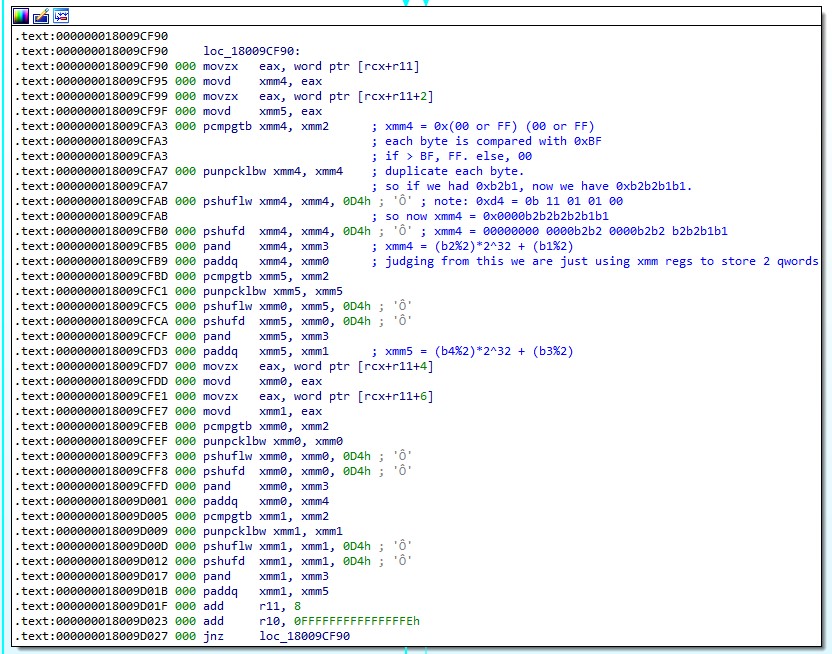 .text:000000018009CF90
.text:000000018009CF90 loc_18009CF90:
.text:000000018009CF90 000 movzx eax, word ptr [rcx+r11]
.text:000000018009CF95 000 movd xmm4, eax
.text:000000018009CF99 000 movzx eax, word ptr [rcx+r11+2]
.text:000000018009CF9F 000 movd xmm5, eax
.text:000000018009CFA3 000 pcmpgtb xmm4, xmm2 ; xmm4 = 0x(00 or FF) (00 or FF)
.text:000000018009CFA3 ; each byte is compared with 0xBF
.text:000000018009CFA3 ; if > BF, FF. else, 00
.text:000000018009CFA7 000 punpcklbw xmm4, xmm4 ; duplicate each byte.
.text:000000018009CFA7 ; so if we had 0xb2b1, now we have 0xb2b2b1b1.
.text:000000018009CFAB 000 pshuflw xmm4, xmm4, 0D4h ; 'Ô' ; note: 0xd4 = 0b 11 01 01 00
.text:000000018009CFAB ; so now xmm4 = 0x0000b2b2b2b2b1b1
.text:000000018009CFB0 000 pshufd xmm4, xmm4, 0D4h ; 'Ô' ; xmm4 = 00000000 0000b2b2 0000b2b2 b2b2b1b1
.text:000000018009CFB5 000 pand xmm4, xmm3 ; xmm4 = (b2%2)*2^32 + (b1%2)
.text:000000018009CFB9 000 paddq xmm4, xmm0 ; judging from this we are just using xmm regs to store 2 qwords
.text:000000018009CFBD 000 pcmpgtb xmm5, xmm2
.text:000000018009CFC1 000 punpcklbw xmm5, xmm5
.text:000000018009CFC5 000 pshuflw xmm0, xmm5, 0D4h ; 'Ô'
.text:000000018009CFCA 000 pshufd xmm5, xmm0, 0D4h ; 'Ô'
.text:000000018009CFCF 000 pand xmm5, xmm3
.text:000000018009CFD3 000 paddq xmm5, xmm1 ; xmm5 = (b4%2)*2^32 + (b3%2)
.text:000000018009CFD7 000 movzx eax, word ptr [rcx+r11+4]
.text:000000018009CFDD 000 movd xmm0, eax
.text:000000018009CFE1 000 movzx eax, word ptr [rcx+r11+6]
.text:000000018009CFE7 000 movd xmm1, eax
.text:000000018009CFEB 000 pcmpgtb xmm0, xmm2
.text:000000018009CFEF 000 punpcklbw xmm0, xmm0
.text:000000018009CFF3 000 pshuflw xmm0, xmm0, 0D4h ; 'Ô'
.text:000000018009CFF8 000 pshufd xmm0, xmm0, 0D4h ; 'Ô'
.text:000000018009CFFD 000 pand xmm0, xmm3
.text:000000018009D001 000 paddq xmm0, xmm4
.text:000000018009D005 000 pcmpgtb xmm1, xmm2
.text:000000018009D009 000 punpcklbw xmm1, xmm1
.text:000000018009D00D 000 pshuflw xmm1, xmm1, 0D4h ; 'Ô'
.text:000000018009D012 000 pshufd xmm1, xmm1, 0D4h ; 'Ô'
.text:000000018009D017 000 pand xmm1, xmm3
.text:000000018009D01B 000 paddq xmm1, xmm5
.text:000000018009D01F 000 add r11, 8
.text:000000018009D023 000 add r10, 0FFFFFFFFFFFFFFFEh
.text:000000018009D027 000 jnz loc_18009CF90